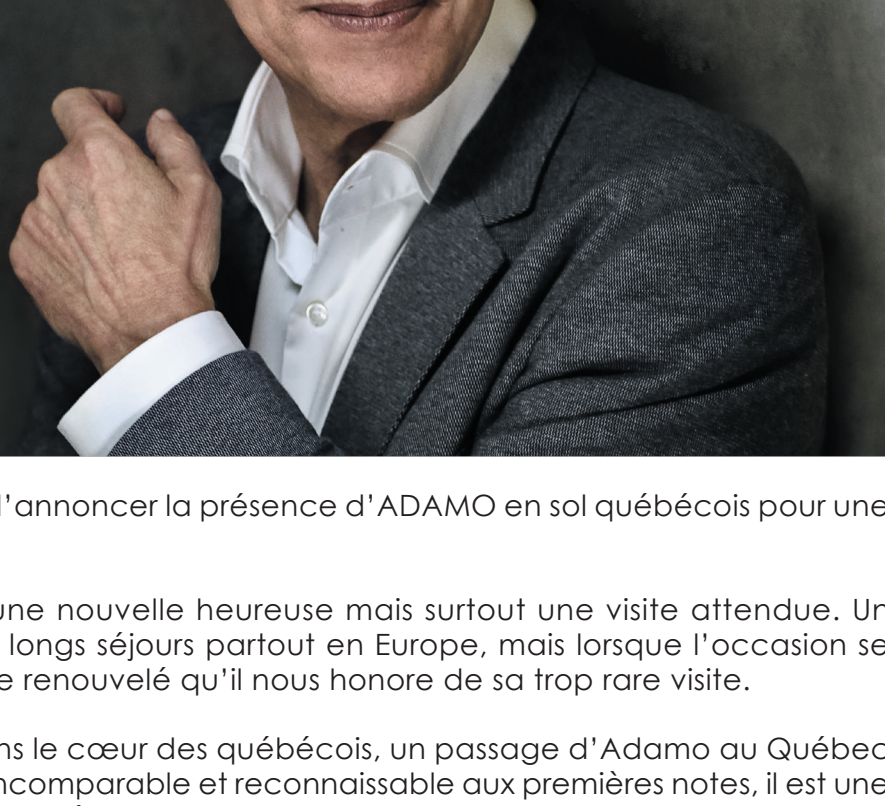 l'annoncer la présence d'ADAMO en sol québécois pour une
une nouvelle heureuse mais surtout une visite attendue. Un
longs séjours partout en Europe, mais lorsque l'occasion se
e renouvelé qu'il nous honore de sa trop rare visite.
ns le cœur des québécois, un passage d'Adamo au Québec
ncomparable et reconnaissable aux premières notes, il est une